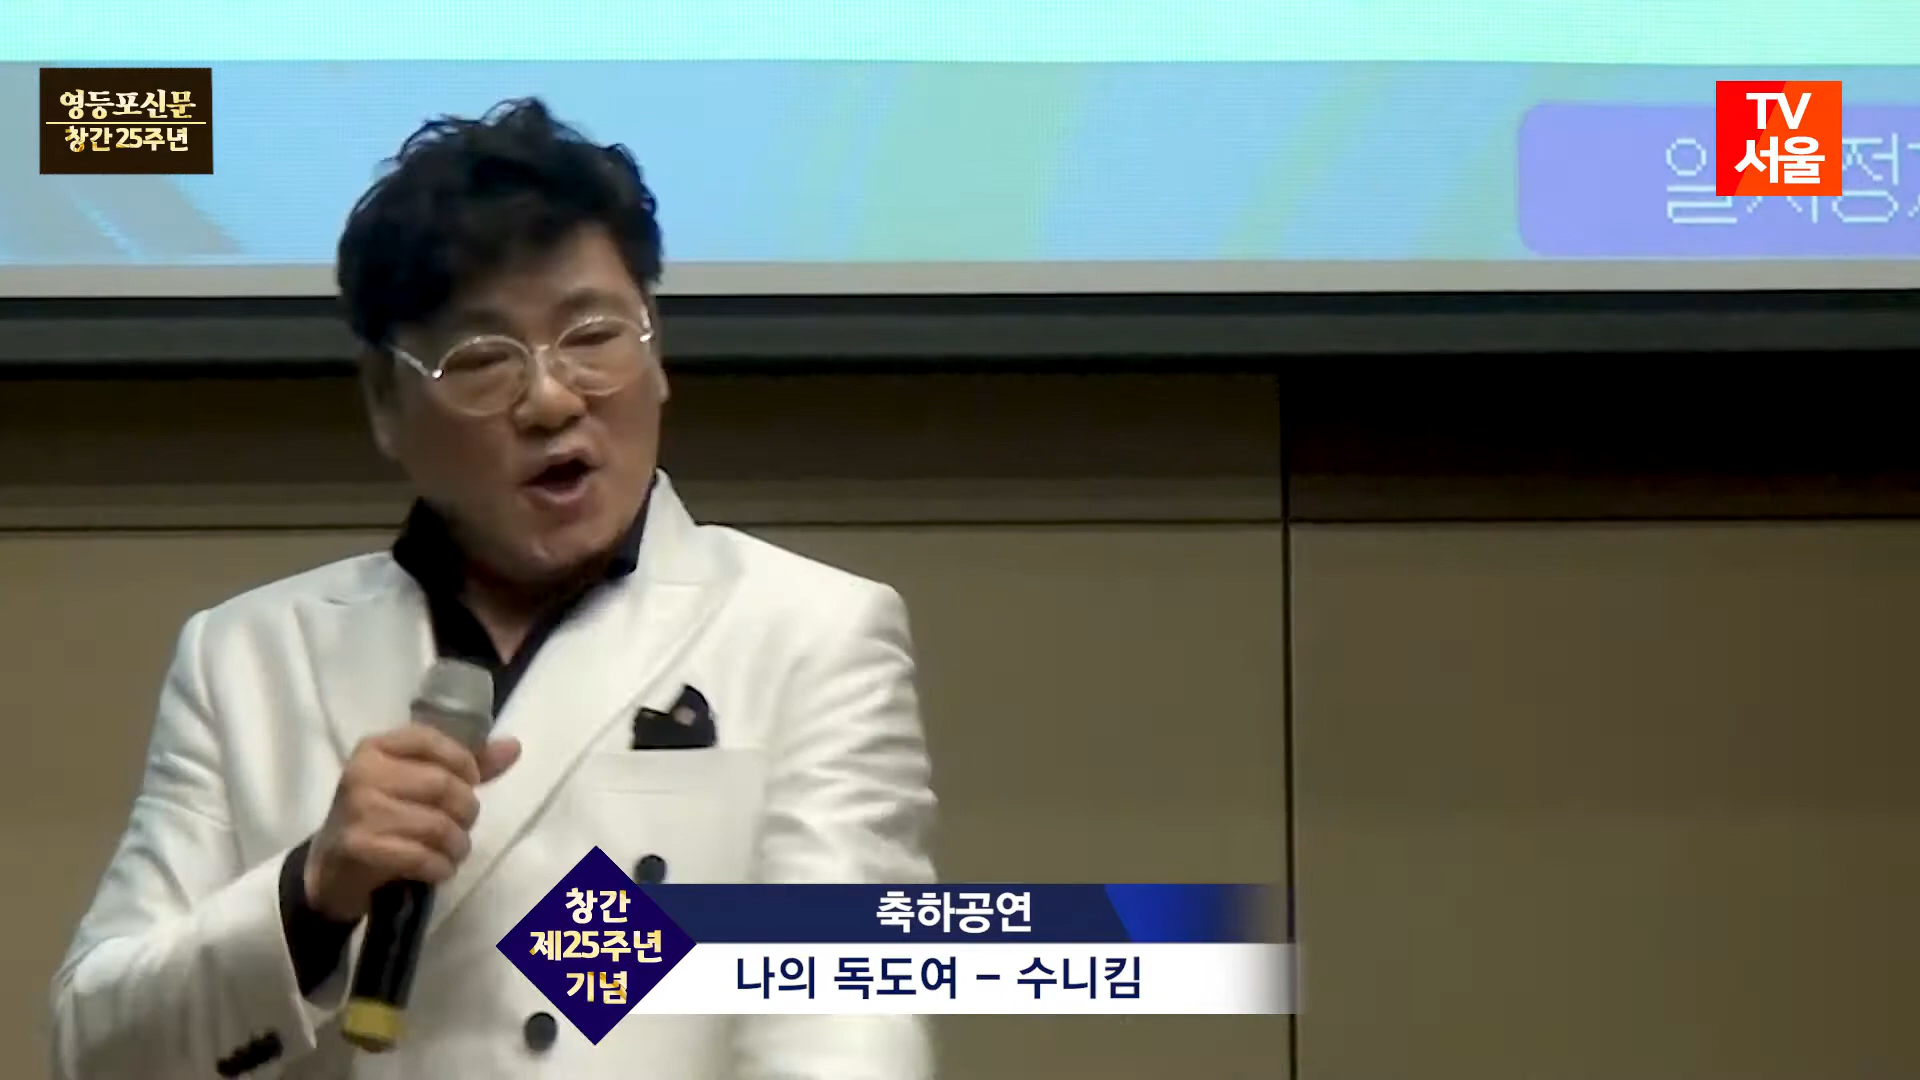 영등포신문
창간 25주년
TV
서울
창간
제25주년
기념
축하공연
나의 독도여 - 수니킴